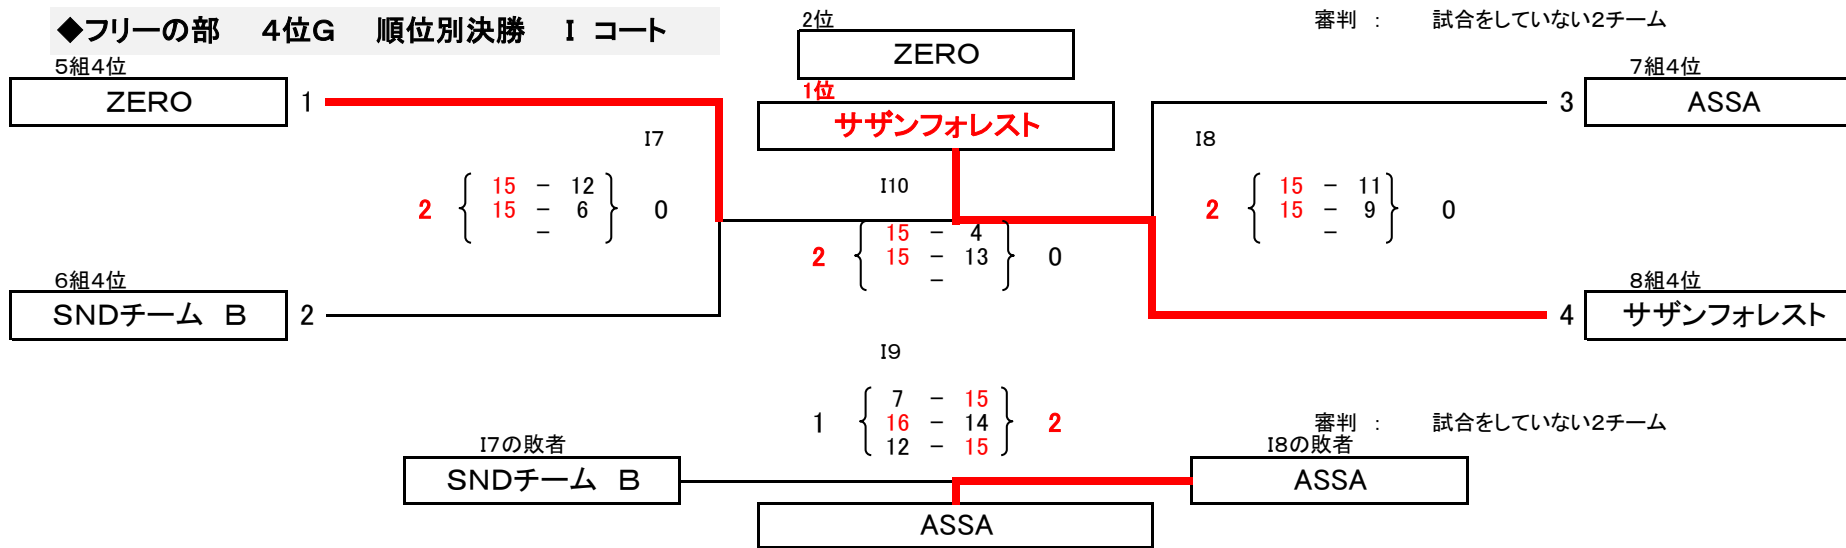 ◆フリーの部　４位Ｇ　順位別決勝　Ｉ コート
2位
ZERO
審判　：　試合をしていない2チーム
5組4位
ZERO 1
1位
サザンフォレスト
7組4位
3 ASSA
I7
2 15 － 12 0
15 － 6
－
I10
2 15 － 4 0
15 － 13
－
I8
2 15 － 11 0
15 － 9
－
6組4位
SNDチーム　B 2
8組4位
4 サザンフォレスト
I9
1 7 － 15 2
16 － 14
12 － 15
審判　：　試合をしていない2チーム
I7の敗者
SNDチーム　B
I8の敗者
ASSA
ASSA